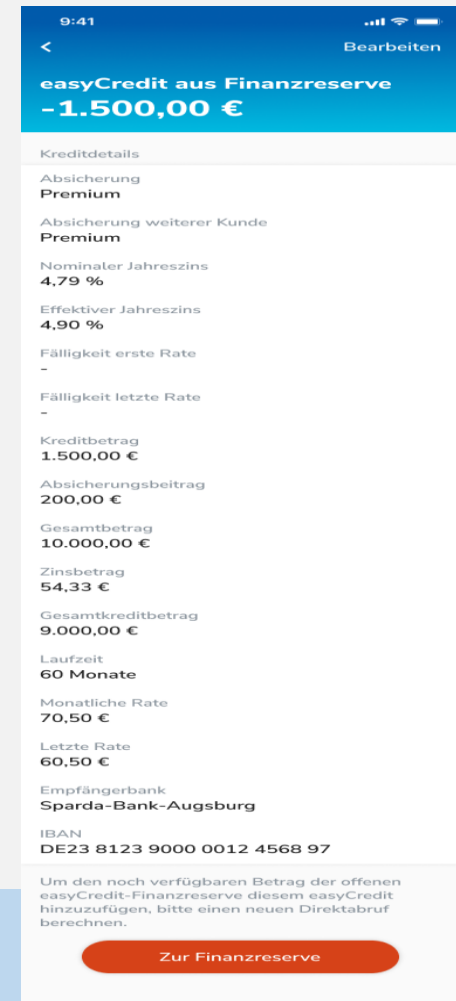 9:41
Bearbeiten
easyCredit aus Finanzreserve
-1.500,00 €
Kreditdetails
Absicherung
Premium
Absicherung weiterer Kunde
Premium
Nominaler Jahreszins
4,79 %
Effektiver Jahreszins
4,90 %
Fälligkeit erste Rate
-
Fälligkeit letzte Rate
-
Kreditbetrag
1.500,00 €
Absicherungsbeitrag
200,00 €
Gesamtbetrag
10.000,00 €
Zinsbetrag
54,33 €
Gesamtkreditbetrag
9.000,00 €
Laufzeit
60 Monate
Monatliche Rate
70,50 €
Letzte Rate
60,50 €
Empfängerbank
Sparda-Bank-Augsburg
IBAN
DE23 8123 9000 0012 4568 97
Um den noch verfügbaren Betrag der offenen
easyCredit-Finanzreserve diesem easyCredit
hinzuzufügen, bitte einen neuen Direktabruf
berechnen.
Zur Finanzreserve